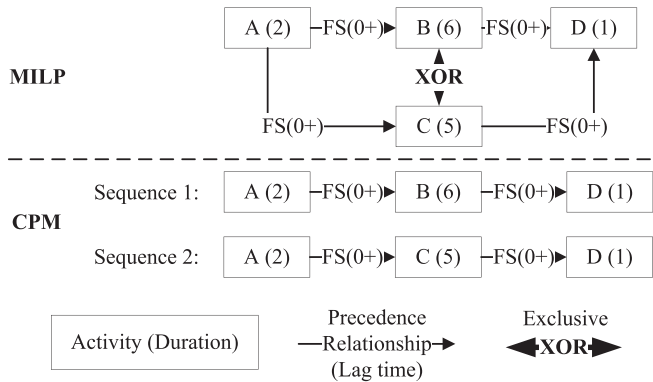 A (2) FS(0+) B (6) FS(0+) D (1)
MILP
XOR
FS(0+) C (5) FS(0+)
Sequence 1: A (2) FS(0+) B (6) FS(0+) D (1)
CPM
Sequence 2: A (2) FS(0+) C (5) FS(0+) D (1)
Activity (Duration)
Precedence
Relationship
(Lag time)
Exclusive
XOR